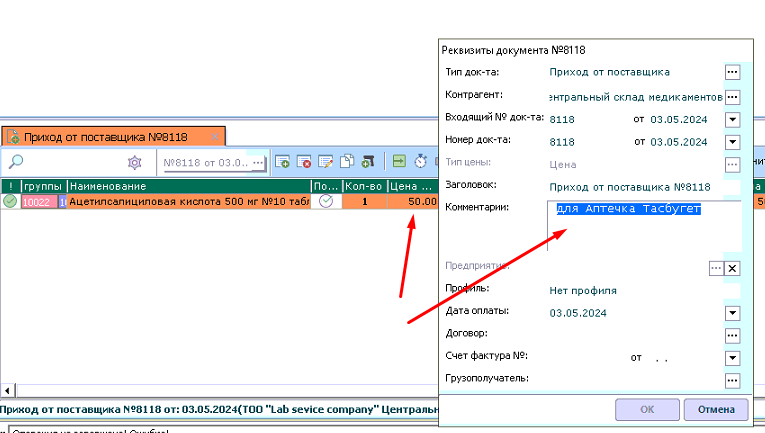 Реквизиты документа №8118
Тип док-та: Приход от поставщика ...
Контрагент: ентральный склад медикаментов ...
Входящий № док-та: 8118 от 03.05.2024
Номер док-та: 8118 от 03.05.2024
Тип цены: Цена ...
Заголовок: Приход от поставщика №8118
Комментарии: для Аптечка Тасбугет
Предприятие: ...
Профиль: Нет профиля
Дата оплаты: 03.05.2024
Договор: ...
Счет фактура №: от . .
Грузополучатель: ...
OK Отмена
Приход от поставщика №8118
№8118 от 03.0.. ...
! группы Наименование По... Кол-во Цена ...
10022 Ацетилсалициловая кислота 500 мг №10 табл 1 50.00
Приход от поставщика №8118 от: 03.05.2024(ТОО "Lab sevice company" Центральн